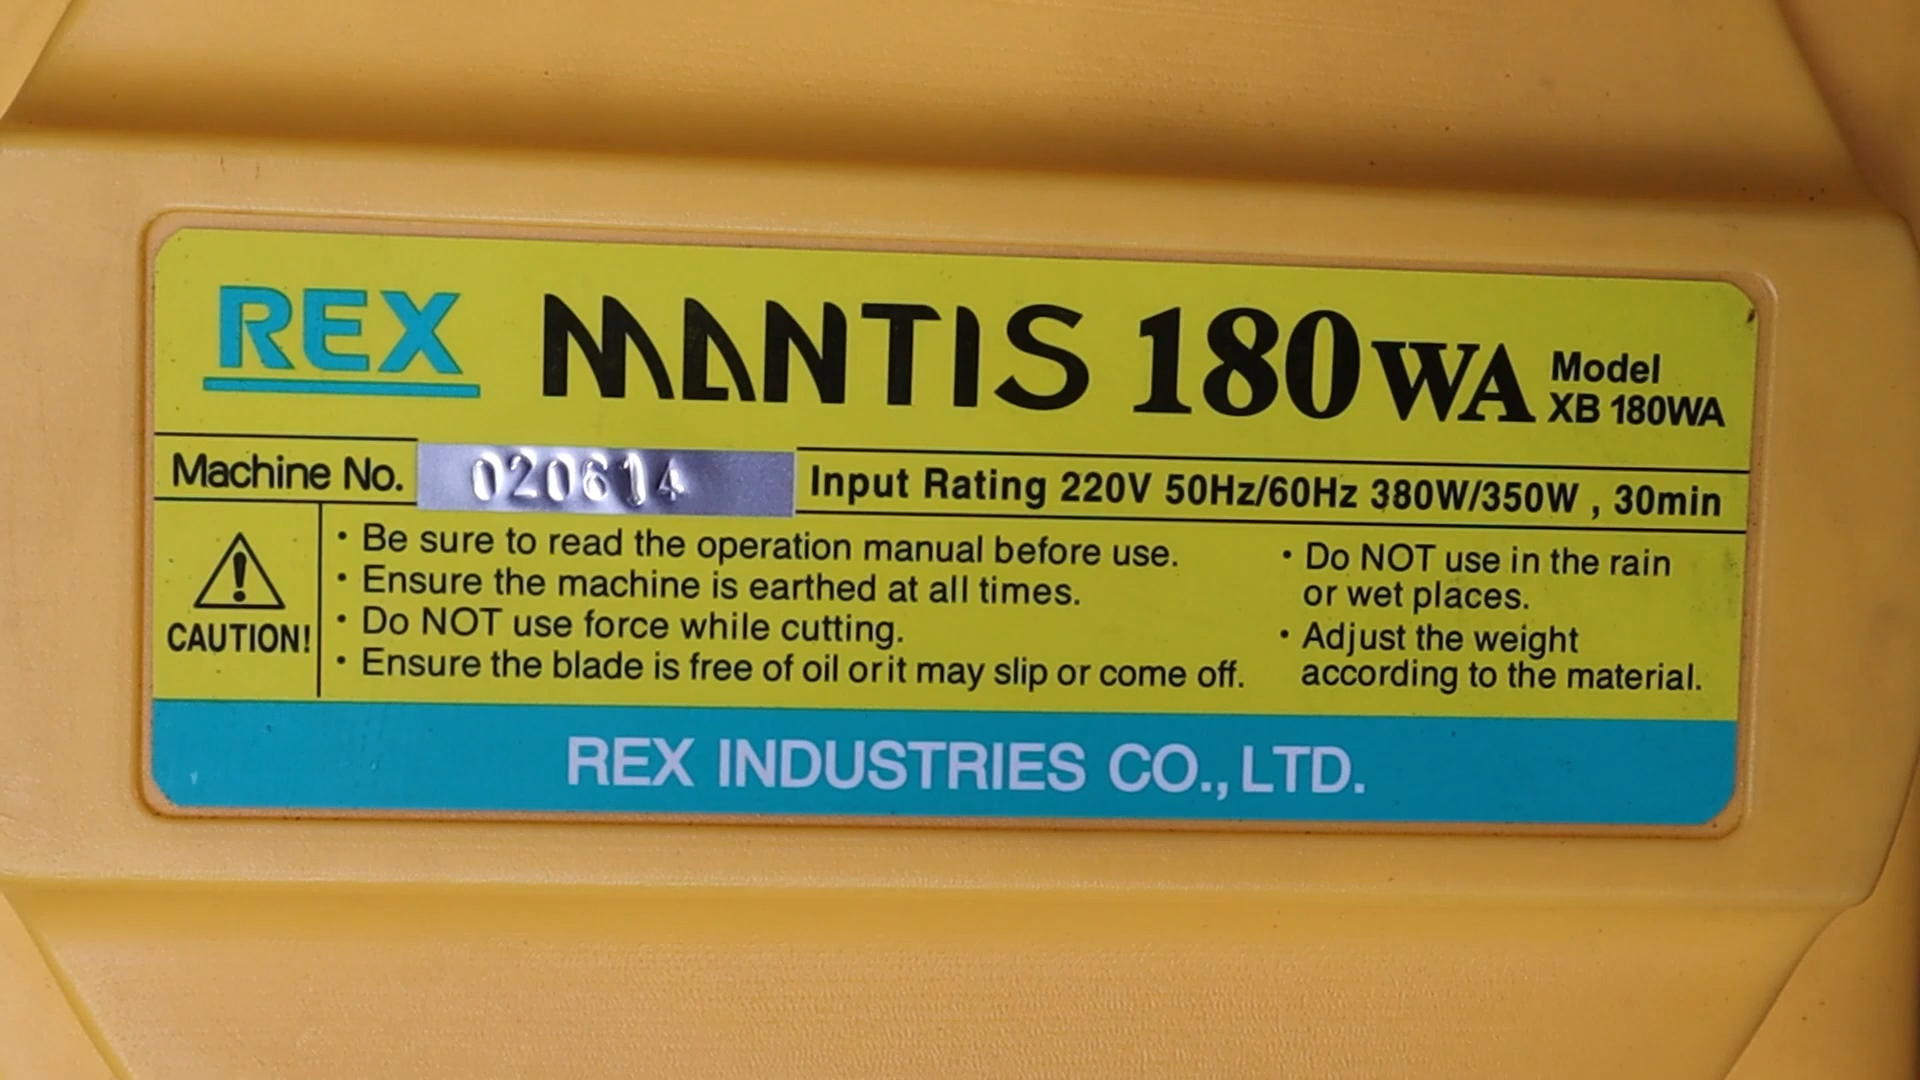 REX MANTIS 180WA Model
XB 180WA
Machine No. 020614 Input Rating 220V 50Hz/60Hz 380W/350W , 30min
CAUTION!
· Be sure to read the operation manual before use.
· Ensure the machine is earthed at all times.
· Do NOT use force while cutting.
· Ensure the blade is free of oil or it may slip or come off.
· Do NOT use in the rain
or wet places.
· Adjust the weight
according to the material.
REX INDUSTRIES CO., LTD.